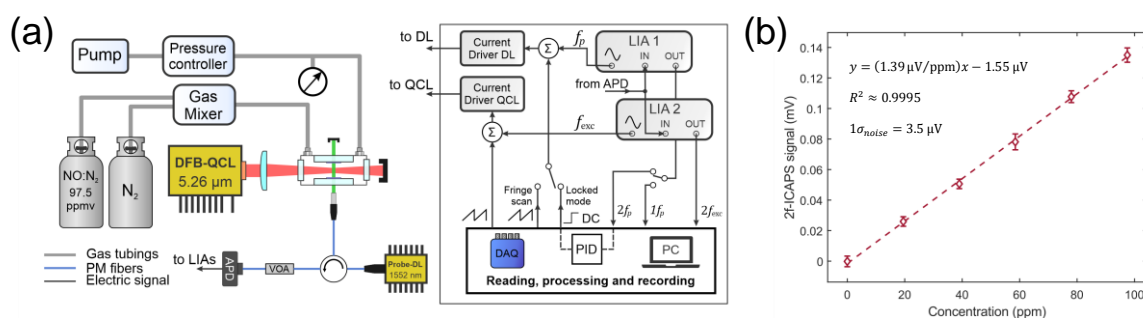 (a)
Pump
Pressure
controller
Gas
Mixer
NO:N₂
97.5
ppmv
N₂
DFB-QCL
5.26 µm
Gas tubings
PM fibers
Electric signal
to LIAs
APD
VOA
Probe-DL
1552 nm
to DL
Current
Driver DL
Σ
fₚ
LIA 1
IN
OUT
to QCL
Current
Driver QCL
from APD
LIA 2
IN
OUT
Σ
f_exc
Fringe
scan
Locked
mode
DC
2fₚ
1fₚ
2f_exc
DAQ
PID
PC
Reading, processing and recording
(b)
2f-ICAPS signal (mV)
0.14
0.12
0.1
0.08
0.06
0.04
0.02
0
y = (1.39 µV/ppm)x − 1.55 µV
R² ≈ 0.9995
1σ_noise = 3.5 µV
0
20
40
60
80
100
Concentration (ppm)